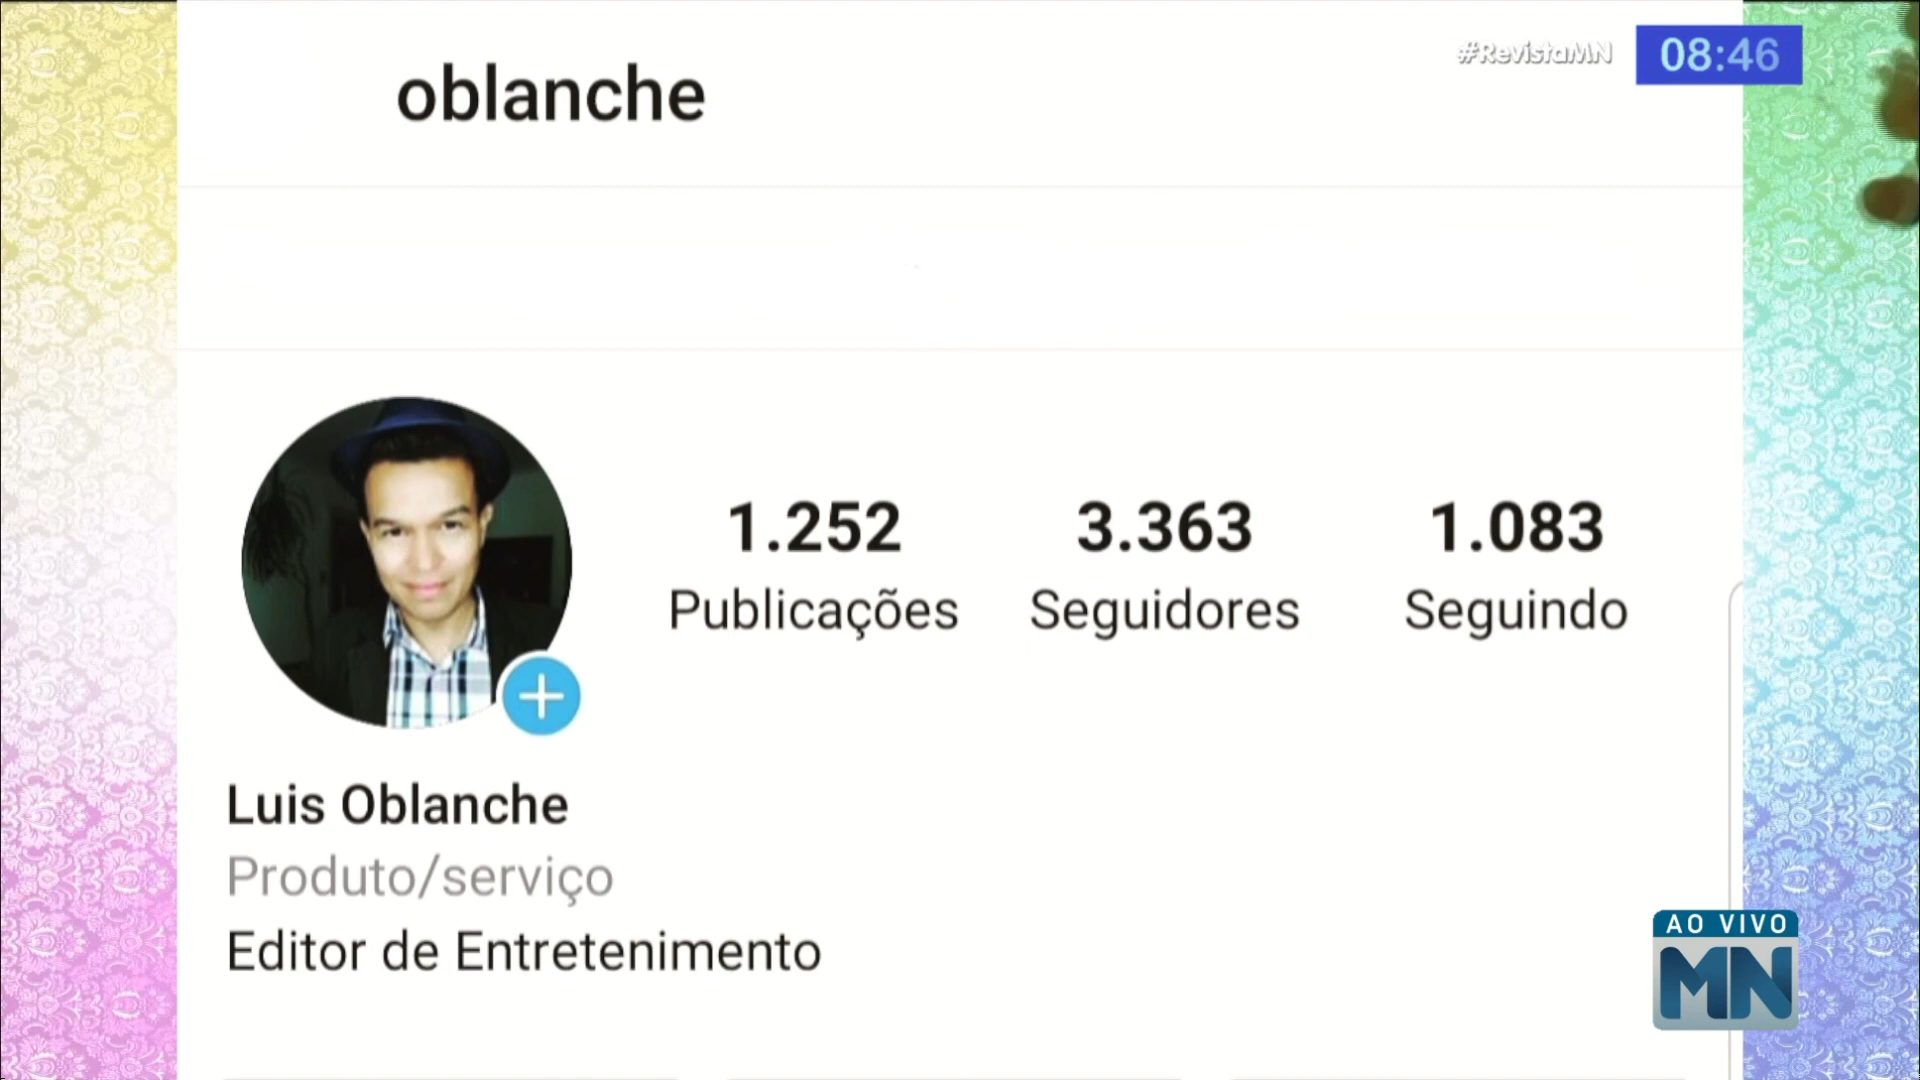 oblanche
#RevistaMN
08:46
1.252
3.363
1.083
Publicações
Seguidores
Seguindo
Luis Oblanche
Produto/serviço
Editor de Entretenimento
AO VIVO
MN